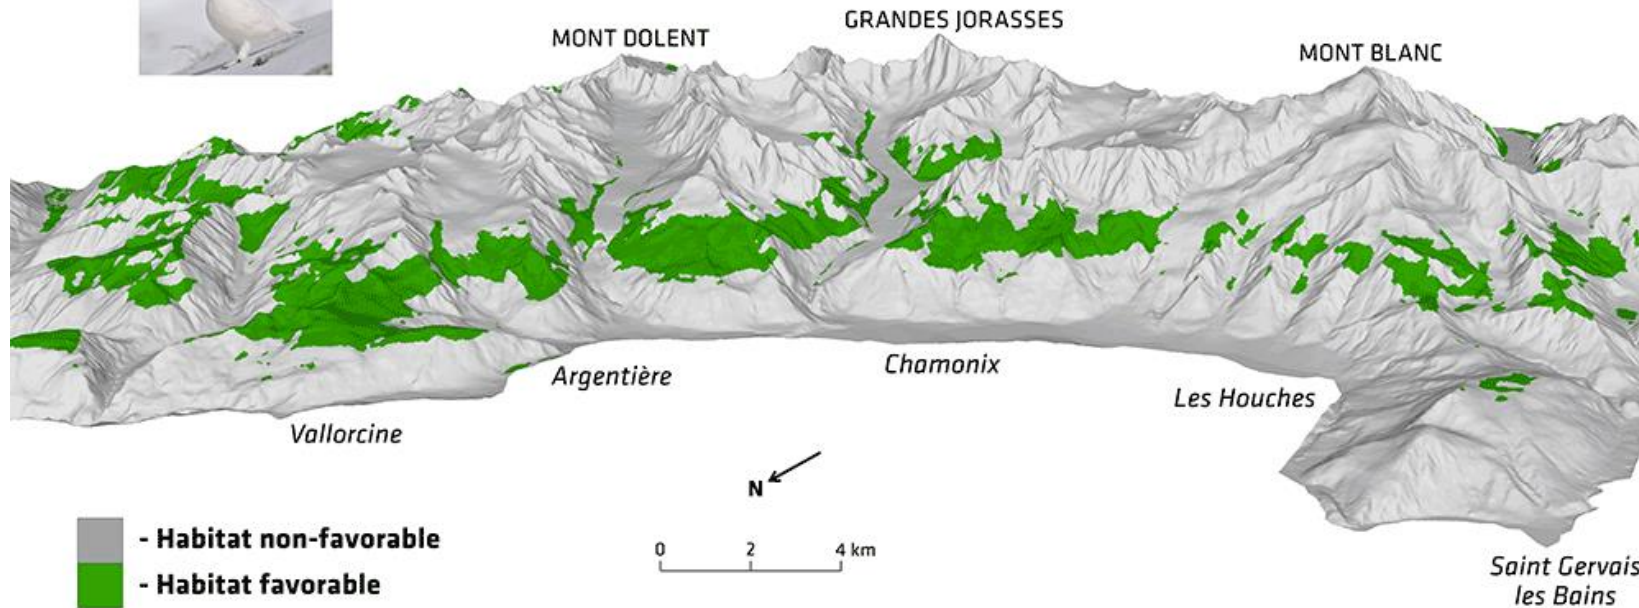 GRANDES JORASSES
MONT DOLENT
MONT BLANC
Argentière
Chamonix
Les Houches
Vallorcine
N
- Habitat non-favorable
- Habitat favorable
0 2 4 km
Saint Gervais
les Bains